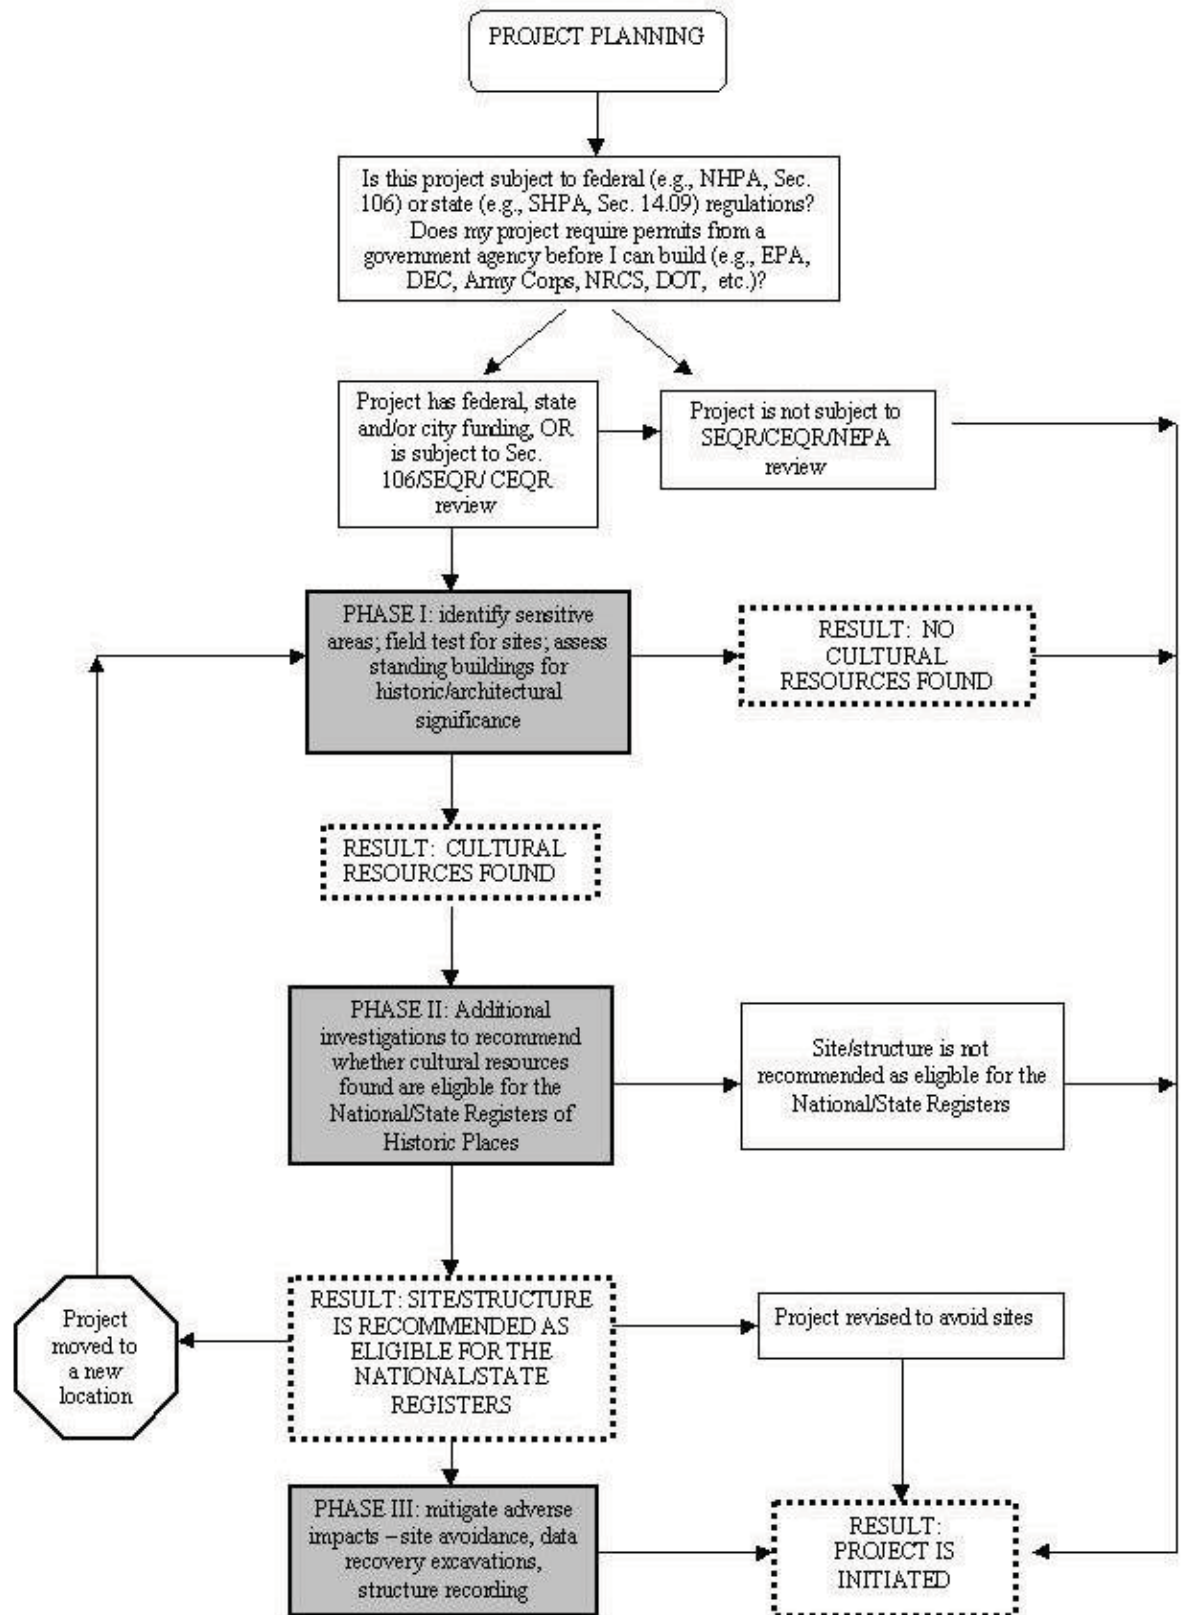 PROJECT PLANNING
Is this project subject to federal (e.g., NHPA, Sec.
106) or state (e.g., SHPA, Sec. 14.09) regulations?
Does my project require permits from a
government agency before I can build (e.g., EPA,
DEC, Army Corps, NRCS, DOT, etc.)?
Project has federal, state
and/or city funding, OR
is subject to Sec.
106/SEQR/ CEQR
review
Project is not subject to
SEQR/CEQR/NEPA
review
PHASE I: identify sensitive
areas; field test for sites; assess
standing buildings for
historic/architectural
significance
RESULT: NO
CULTURAL
RESOURCES FOUND
RESULT: CULTURAL
RESOURCES FOUND
PHASE II: Additional
investigations to recommend
whether cultural resources
found are eligible for the
National/State Registers of
Historic Places
Site/structure is not
recommended as eligible for the
National/State Registers
Project
moved to
a new
location
RESULT: SITE/STRUCTURE
IS RECOMMENDED AS
ELIGIBLE FOR THE
NATIONAL/STATE
REGISTERS
Project revised to avoid sites
PHASE III: mitigate adverse
impacts – site avoidance, data
recovery excavations,
structure recording
RESULT:
PROJECT IS
INITIATED